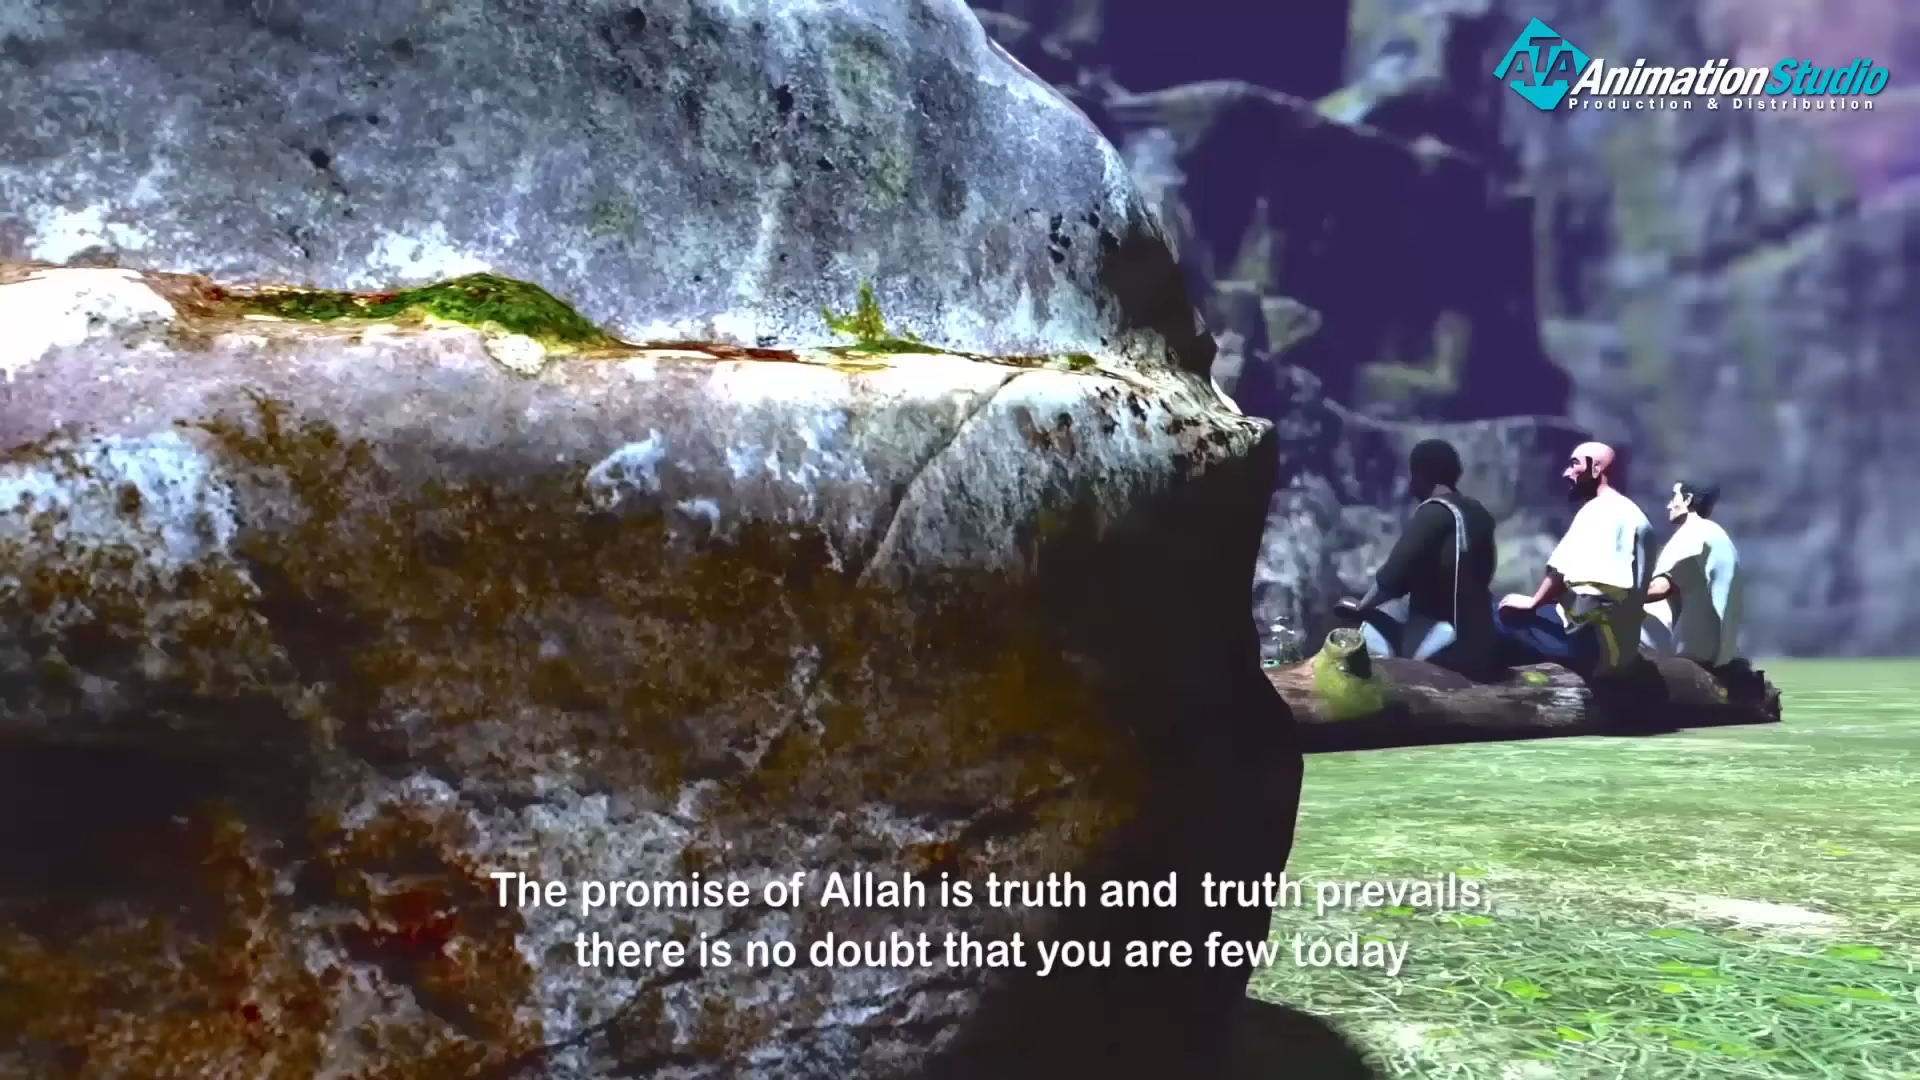 ATA AnimationStudio
Production & Distribution
The promise of Allah is truth and  truth prevails,
there is no doubt that you are few today